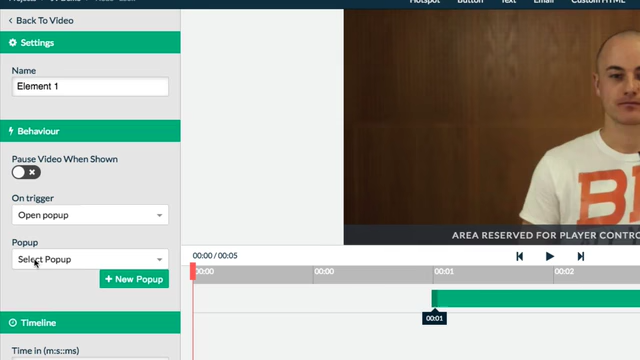 Hotspot Button Text Email Custom HTML
Back To Video
Settings
Name
Element 1
Behaviour
Pause Video When Shown
On trigger
Open popup
Popup
Select Popup
+ New Popup
Timeline
Time in (m:s::ms)
AREA RESERVED FOR PLAYER CONTRO
00:00 / 00:05
00:00 00:00 00:01 00:02
00:01